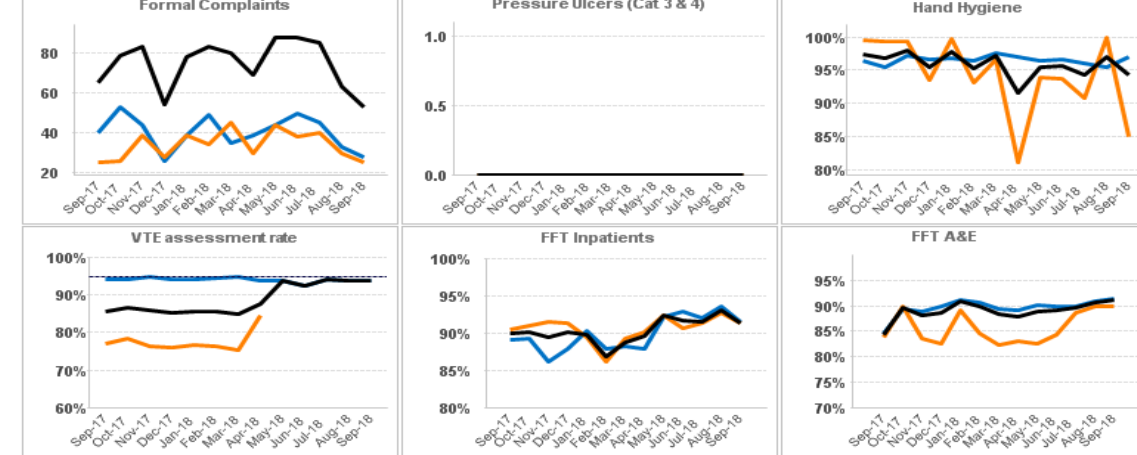 Formal Complaints
80
60
40
20
Sep-17 Oct-17 Nov-17 Dec-17 Jan-18 Feb-18 Mar-18 Apr-18 May-18 Jun-18 Jul-18 Aug-18 Sep-18
Pressure Ulcers (Cat 3 & 4)
1.0
0.5
0.0
Sep-17 Oct-17 Nov-17 Dec-17 Jan-18 Feb-18 Mar-18 Apr-18 May-18 Jun-18 Jul-18 Aug-18 Sep-18
Hand Hygiene
100%
95%
90%
85%
80%
Sep-17 Oct-17 Nov-17 Dec-17 Jan-18 Feb-18 Mar-18 Apr-18 May-18 Jun-18 Jul-18 Aug-18 Sep-18
VTE assessment rate
100%
90%
80%
70%
60%
Sep-17 Oct-17 Nov-17 Dec-17 Jan-18 Feb-18 Mar-18 Apr-18 May-18 Jun-18 Jul-18 Aug-18 Sep-18
FFT Inpatients
100%
95%
90%
85%
80%
Sep-17 Oct-17 Nov-17 Dec-17 Jan-18 Feb-18 Mar-18 Apr-18 May-18 Jun-18 Jul-18 Aug-18 Sep-18
FFT A&E
95%
90%
85%
80%
75%
70%
Sep-17 Oct-17 Nov-17 Dec-17 Jan-18 Feb-18 Mar-18 Apr-18 May-18 Jun-18 Jul-18 Aug-18 Sep-18